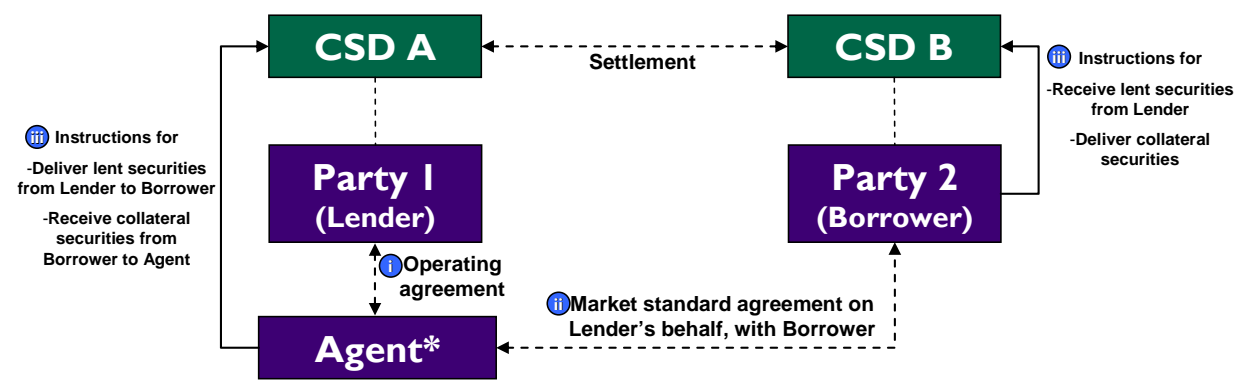 CSD A
CSD B
Settlement
iii Instructions for
-Receive lent securities
from Lender
-Deliver collateral
securities
iii Instructions for
-Deliver lent securities
from Lender to Borrower
-Receive collateral
securities from
Borrower to Agent
Party 1
(Lender)
Party 2
(Borrower)
i Operating
agreement
ii Market standard agreement on
Lender's behalf, with Borrower
Agent*